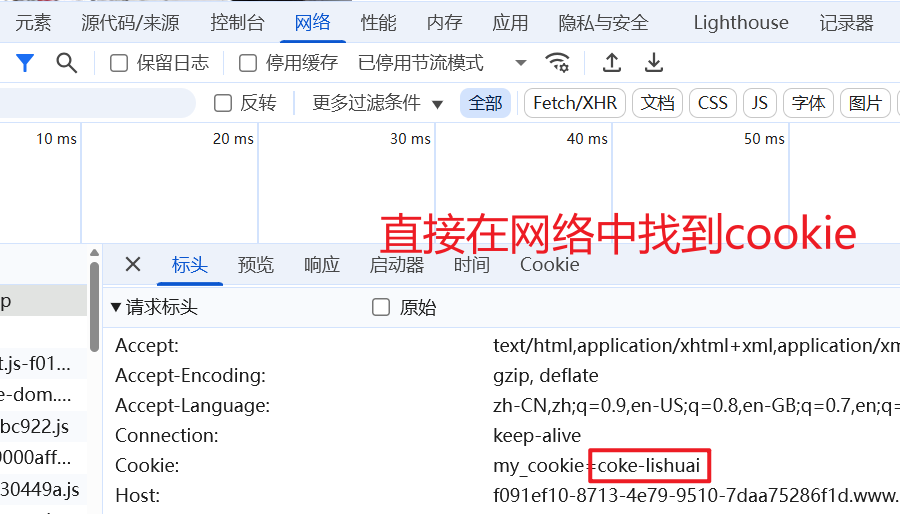 元素 源代码/来源 控制台 网络 性能 内存 应用 隐私与安全 Lighthouse 记录器
保留日志 停用缓存 已停用节流模式
反转 更多过滤条件 全部 Fetch/XHR 文档 CSS JS 字体 图片
10 ms 20 ms 30 ms 40 ms 50 ms
直接在网络中找到cookie
标头 预览 响应 启动器 时间 Cookie
p
请求标头 原始
t.js-f01...
e-dom....
bc922.js
9000aff...
30449a.js
Accept: text/html,application/xhtml+xml,application/xm
Accept-Encoding: gzip, deflate
Accept-Language: zh-CN,zh;q=0.9,en-US;q=0.8,en-GB;q=0.7,en;q=
Connection: keep-alive
Cookie: my_cookie=coke-lishuai
Host: f091ef10-8713-4e79-9510-7daa75286f1d.www.